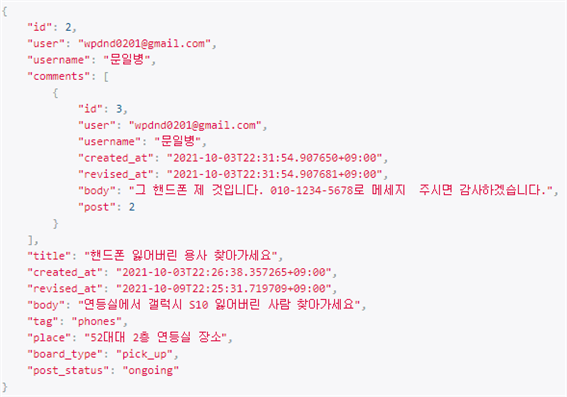 {
    "id": 2,
    "user": "wpdnd0201@gmail.com",
    "username": "문일병",
    "comments": [
        {
            "id": 3,
            "user": "wpdnd0201@gmail.com",
            "username": "문일병",
            "created_at": "2021-10-03T22:31:54.907650+09:00",
            "revised_at": "2021-10-03T22:31:54.907681+09:00",
            "body": "그 핸드폰 제 것입니다. 010-1234-5678로 메세지  주시면 감사하겠습니다.",
            "post": 2
        }
    ],
    "title": "핸드폰 잃어버린 용사 찾아가세요",
    "created_at": "2021-10-03T22:26:38.357265+09:00",
    "revised_at": "2021-10-09T22:25:31.719709+09:00",
    "body": "연등실에서 갤럭시 S10 잃어버린 사람 찾아가세요",
    "tag": "phones",
    "place": "52대대 2층 연등실 장소",
    "board_type": "pick_up",
    "post_status": "ongoing"
}